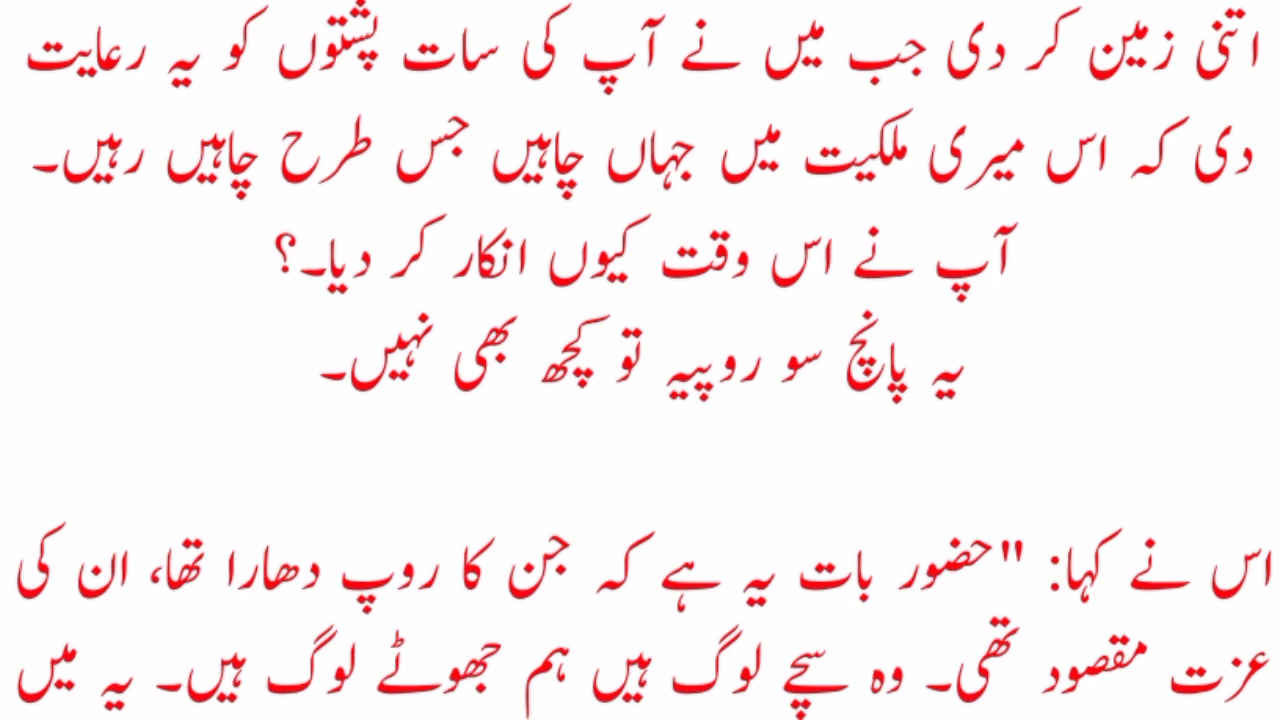 اتنی زمین کر دی جب میں نے آپ کی سات پشتوں کو یہ رعایت
دی کہ اس میری ملکیت میں جہاں چاہیں جس طرح چاہیں رہیں۔
آپ نے اس وقت کیوں انکار کر دیا۔؟
یہ پانچ سو روپیہ تو کچھ بھی نہیں۔
اس نے کہا: "حضور بات یہ ہے کہ جن کا روپ دھارا تھا، ان کی
عزت مقصود تھی۔ وہ سچے لوگ ہیں ہم جھوٹے لوگ ہیں۔ یہ میں